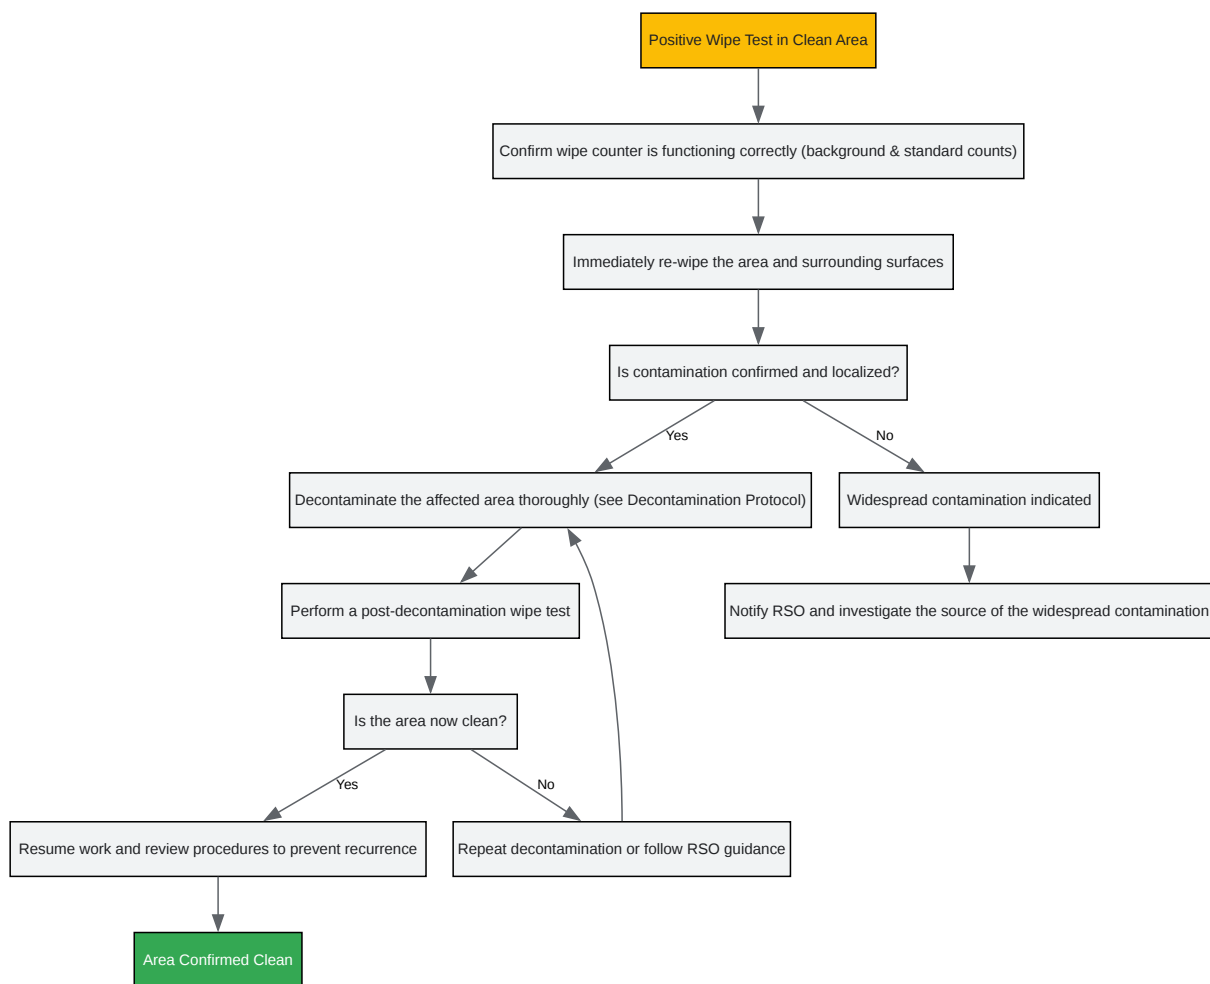 Positive Wipe Test in Clean Area
Confirm wipe counter is functioning correctly (background & standard counts)
Immediately re-wipe the area and surrounding surfaces
Is contamination confirmed and localized?
Yes
No
Decontaminate the affected area thoroughly (see Decontamination Protocol)
Widespread contamination indicated
Perform a post-decontamination wipe test
Notify RSO and investigate the source of the widespread contamination
Is the area now clean?
Yes
No
Resume work and review procedures to prevent recurrence
Repeat decontamination or follow RSO guidance
Area Confirmed Clean